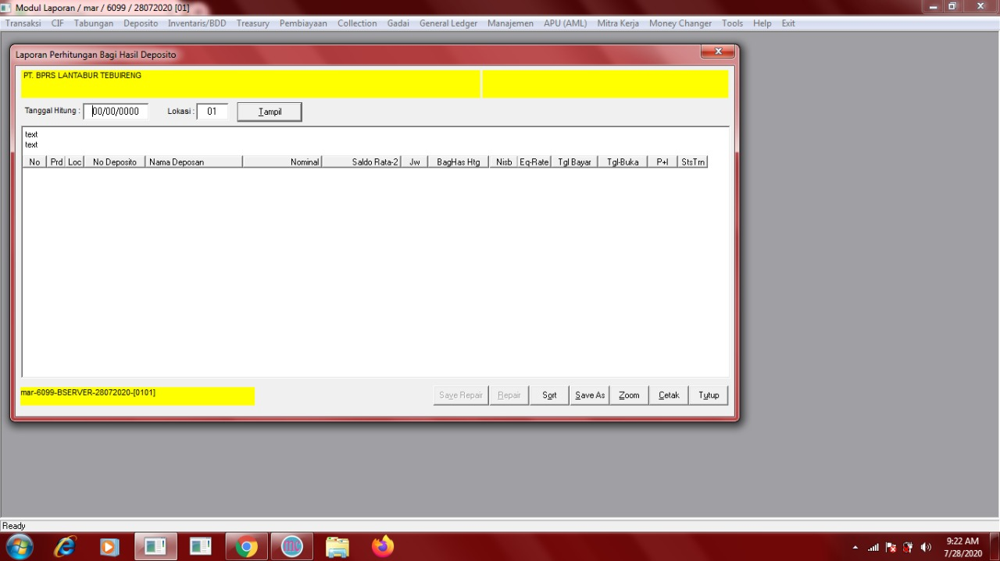 Modul Laporan / mar / 6099 / 28072020 [01]
Transaksi CIF Tabungan Deposito Inventaris/BDD Treasury Pembiayaan Collection Gadai General Ledger Manajemen APU (AML) Mitra Kerja Money Changer Tools Help Exit
Laporan Perhitungan Bagi Hasil Deposito
PT. BPRS LANTABUR TEBUIRENG
Tanggal Hitung : 00/00/0000 Lokasi : 01 Tampil
text
text
No Prd Loc No Deposito Nama Deposan Nominal Saldo Rata-2 Jw BagHas Htg Nisb Eq-Rate Tgl Bayar Tgl-Buka P+I StsTrn
mar-6099-BSERVER-28072020-[0101]
Save Repair Repair Sort Save As Zoom Cetak Tutup
Ready
9:22 AM
7/28/2020